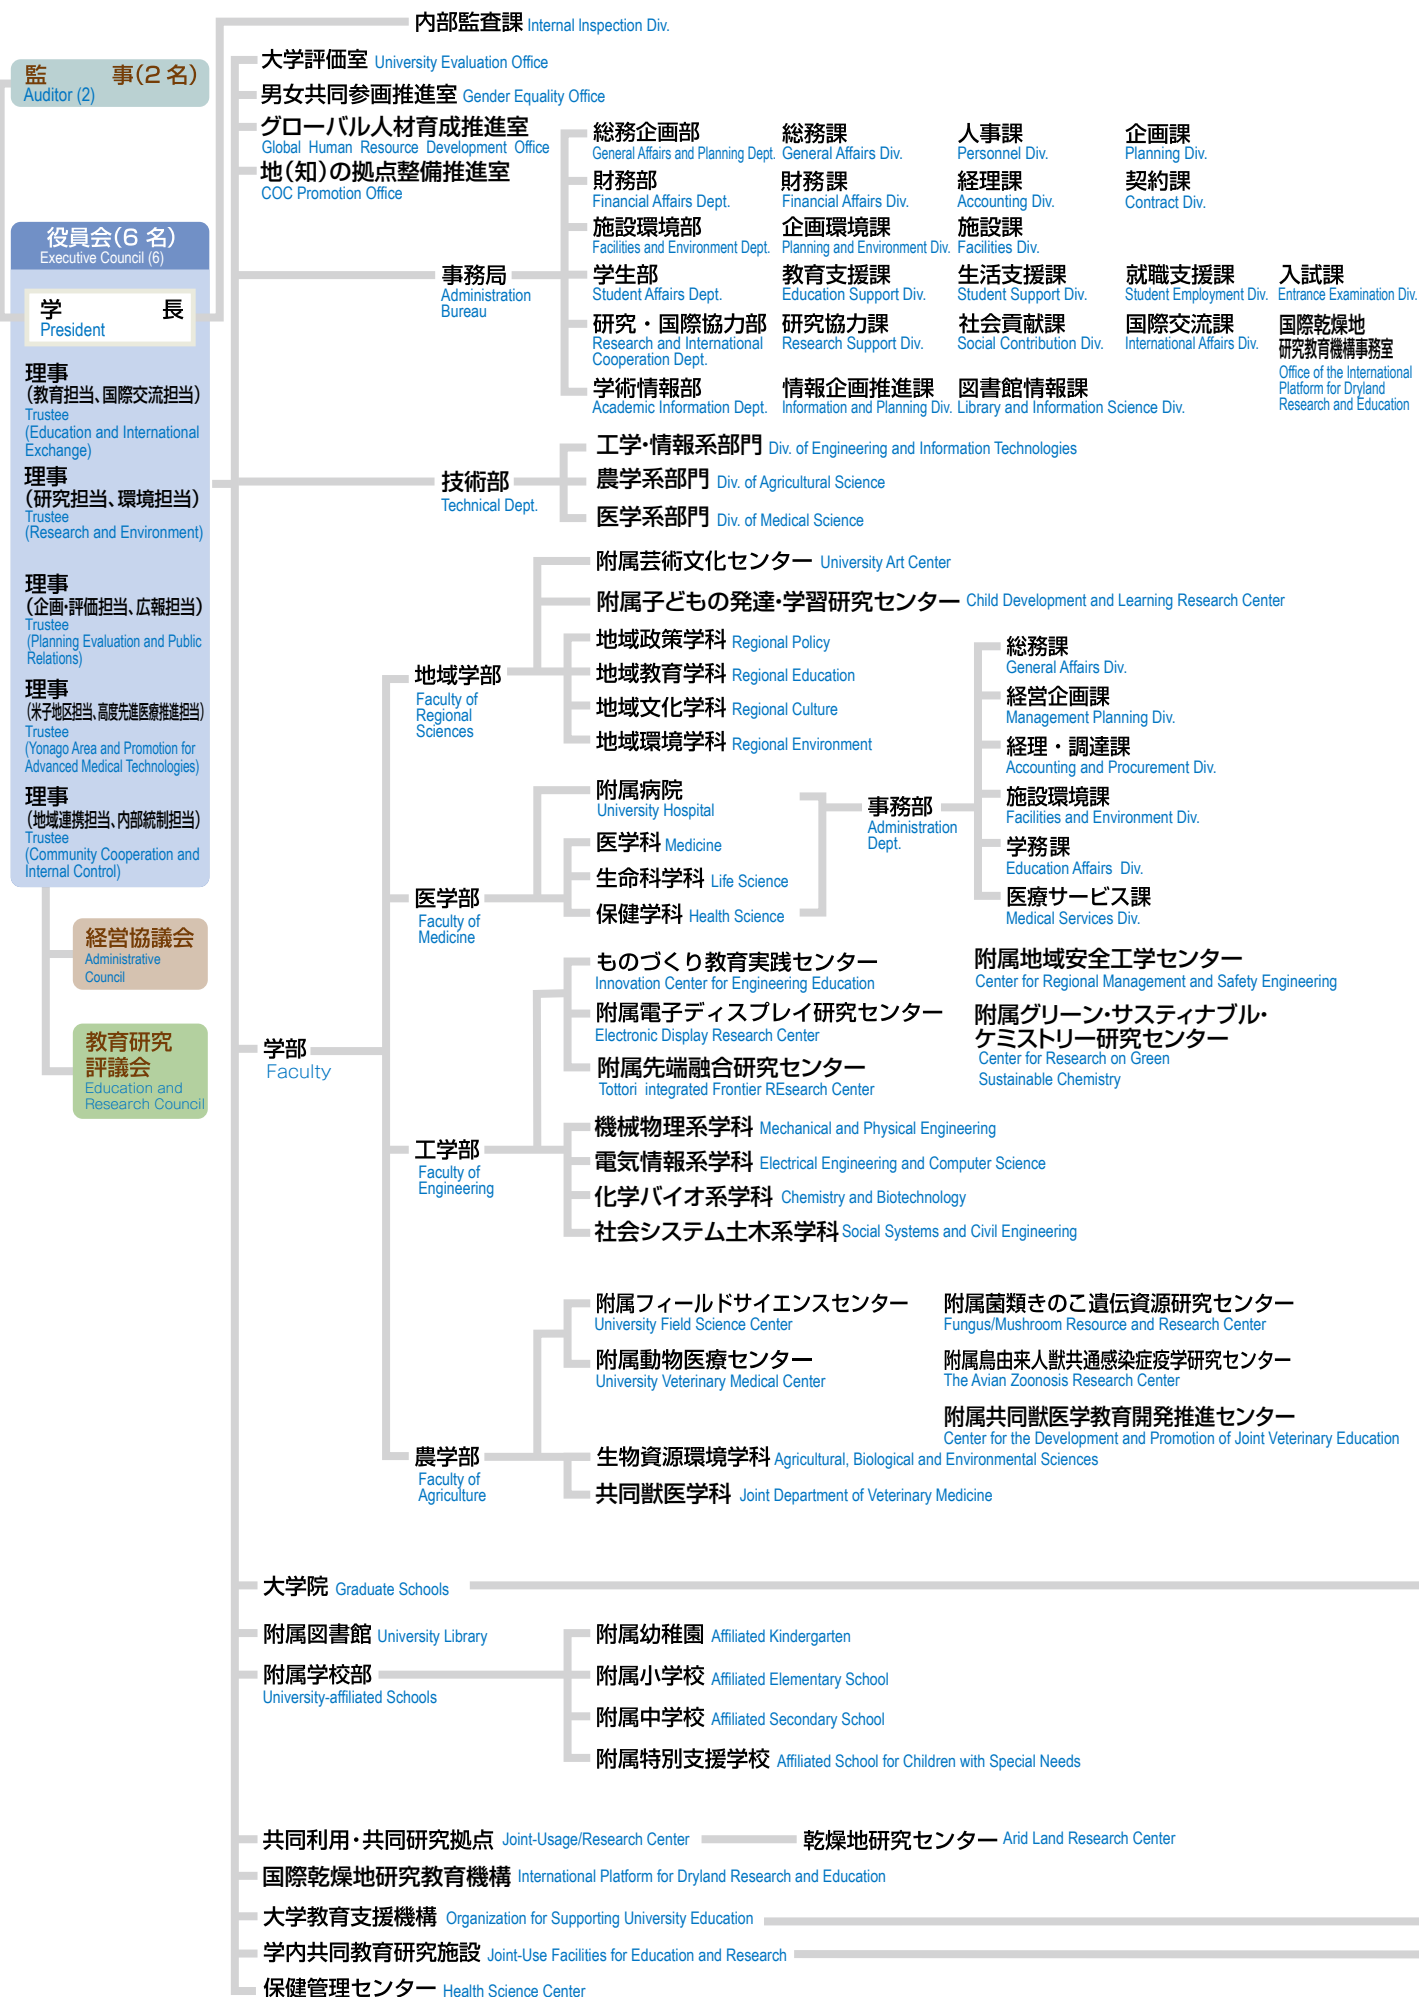 内部監査課 Internal Inspection Div.
大学評価室 University Evaluation Office
監 事(2 名)
Auditor (2)
男女共同参画推進室 Gender Equality Office
グローバル人材育成推進室
Global Human Resource Development Office
地(知)の拠点整備推進室
COC Promotion Office
役員会(6 名)
Executive Council (6)
学 長
President
理事
(教育担当、国際交流担当)
Trustee
(Education and International
Exchange)
理事
(研究担当、環境担当)
Trustee
(Research and Environment)
理事
(企画・評価担当、広報担当)
Trustee
(Planning Evaluation and Public
Relations)
理事
(米子地区担当、高度先進医療推進担当)
Trustee
(Yonago Area and Promotion for
Advanced Medical Technologies)
理事
(地域連携担当、内部統制担当)
Trustee
(Community Cooperation and
Internal Control)
経営協議会
Administrative
Council
教育研究
評議会
Education and
Research Council
事務局
Administration
Bureau
総務企画部 総務課 人事課 企画課
General Affairs and Planning Dept. General Affairs Div. Personnel Div. Planning Div.
財務部 財務課 経理課 契約課
Financial Affairs Dept. Financial Affairs Div. Accounting Div. Contract Div.
施設環境部 企画環境課 施設課
Facilities and Environment Dept. Planning and Environment Div. Facilities Div.
学生部 教育支援課 生活支援課 就職支援課 入試課
Student Affairs Dept. Education Support Div. Student Support Div. Student Employment Div. Entrance Examination Div.
研究・国際協力部 研究協力課 社会貢献課 国際交流課
Research and International Research Support Div. Social Contribution Div. International Affairs Div.
Cooperation Dept.
国際乾燥地
研究教育機構事務室
Office of the International
Platform for Dryland
Research and Education
学術情報部 情報企画推進課 図書館情報課
Academic Information Dept. Information and Planning Div. Library and Information Science Div.
技術部
Technical Dept.
工学・情報系部門 Div. of Engineering and Information Technologies
農学系部門 Div. of Agricultural Science
医学系部門 Div. of Medical Science
学部
Faculty
地域学部
Faculty of
Regional
Sciences
附属芸術文化センター University Art Center
附属子どもの発達・学習研究センター Child Development and Learning Research Center
地域政策学科 Regional Policy
地域教育学科 Regional Education
地域文化学科 Regional Culture
地域環境学科 Regional Environment
医学部
Faculty of
Medicine
附属病院
University Hospital
医学科 Medicine
生命科学科 Life Science
保健学科 Health Science
事務部
Administration
Dept.
総務課
General Affairs Div.
経営企画課
Management Planning Div.
経理・調達課
Accounting and Procurement Div.
施設環境課
Facilities and Environment Div.
学務課
Education Affairs Div.
医療サービス課
Medical Services Div.
工学部
Faculty of
Engineering
ものづくり教育実践センター
Innovation Center for Engineering Education
附属電子ディスプレイ研究センター
Electronic Display Research Center
附属先端融合研究センター
Tottori integrated Frontier REsearch Center
附属地域安全工学センター
Center for Regional Management and Safety Engineering
附属グリーン・サスティナブル・
ケミストリー研究センター
Center for Research on Green
Sustainable Chemistry
機械物理系学科 Mechanical and Physical Engineering
電気情報系学科 Electrical Engineering and Computer Science
化学バイオ系学科 Chemistry and Biotechnology
社会システム土木系学科 Social Systems and Civil Engineering
農学部
Faculty of
Agriculture
附属フィールドサイエンスセンター
University Field Science Center
附属動物医療センター
University Veterinary Medical Center
附属菌類きのこ遺伝資源研究センター
Fungus/Mushroom Resource and Research Center
附属鳥由来人獣共通感染症疫学研究センター
The Avian Zoonosis Research Center
附属共同獣医学教育開発推進センター
Center for the Development and Promotion of Joint Veterinary Education
生物資源環境学科 Agricultural, Biological and Environmental Sciences
共同獣医学科 Joint Department of Veterinary Medicine
大学院 Graduate Schools
附属図書館 University Library
附属学校部
University-affiliated Schools
附属幼稚園 Affiliated Kindergarten
附属小学校 Affiliated Elementary School
附属中学校 Affiliated Secondary School
附属特別支援学校 Affiliated School for Children with Special Needs
共同利用・共同研究拠点 Joint-Usage/Research Center 乾燥地研究センター Arid Land Research Center
国際乾燥地研究教育機構 International Platform for Dryland Research and Education
大学教育支援機構 Organization for Supporting University Education
学内共同教育研究施設 Joint-Use Facilities for Education and Research
保健管理センター Health Science Center